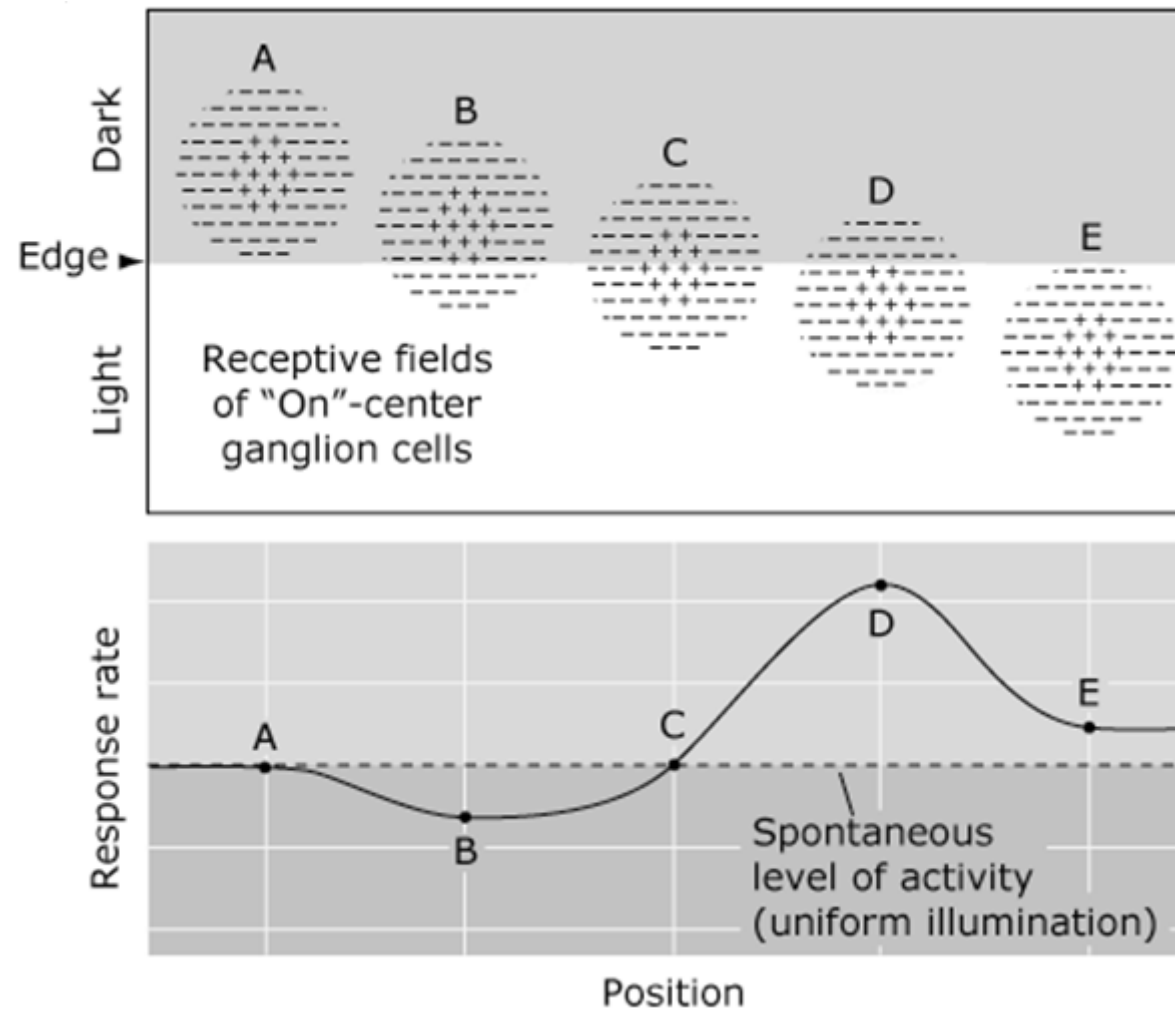 A
B
C
D
E
Dark
Edge
Light
Receptive fields
of “On”-center
ganglion cells
Response rate
A
B
C
D
E
Spontaneous
level of activity
(uniform illumination)
Position